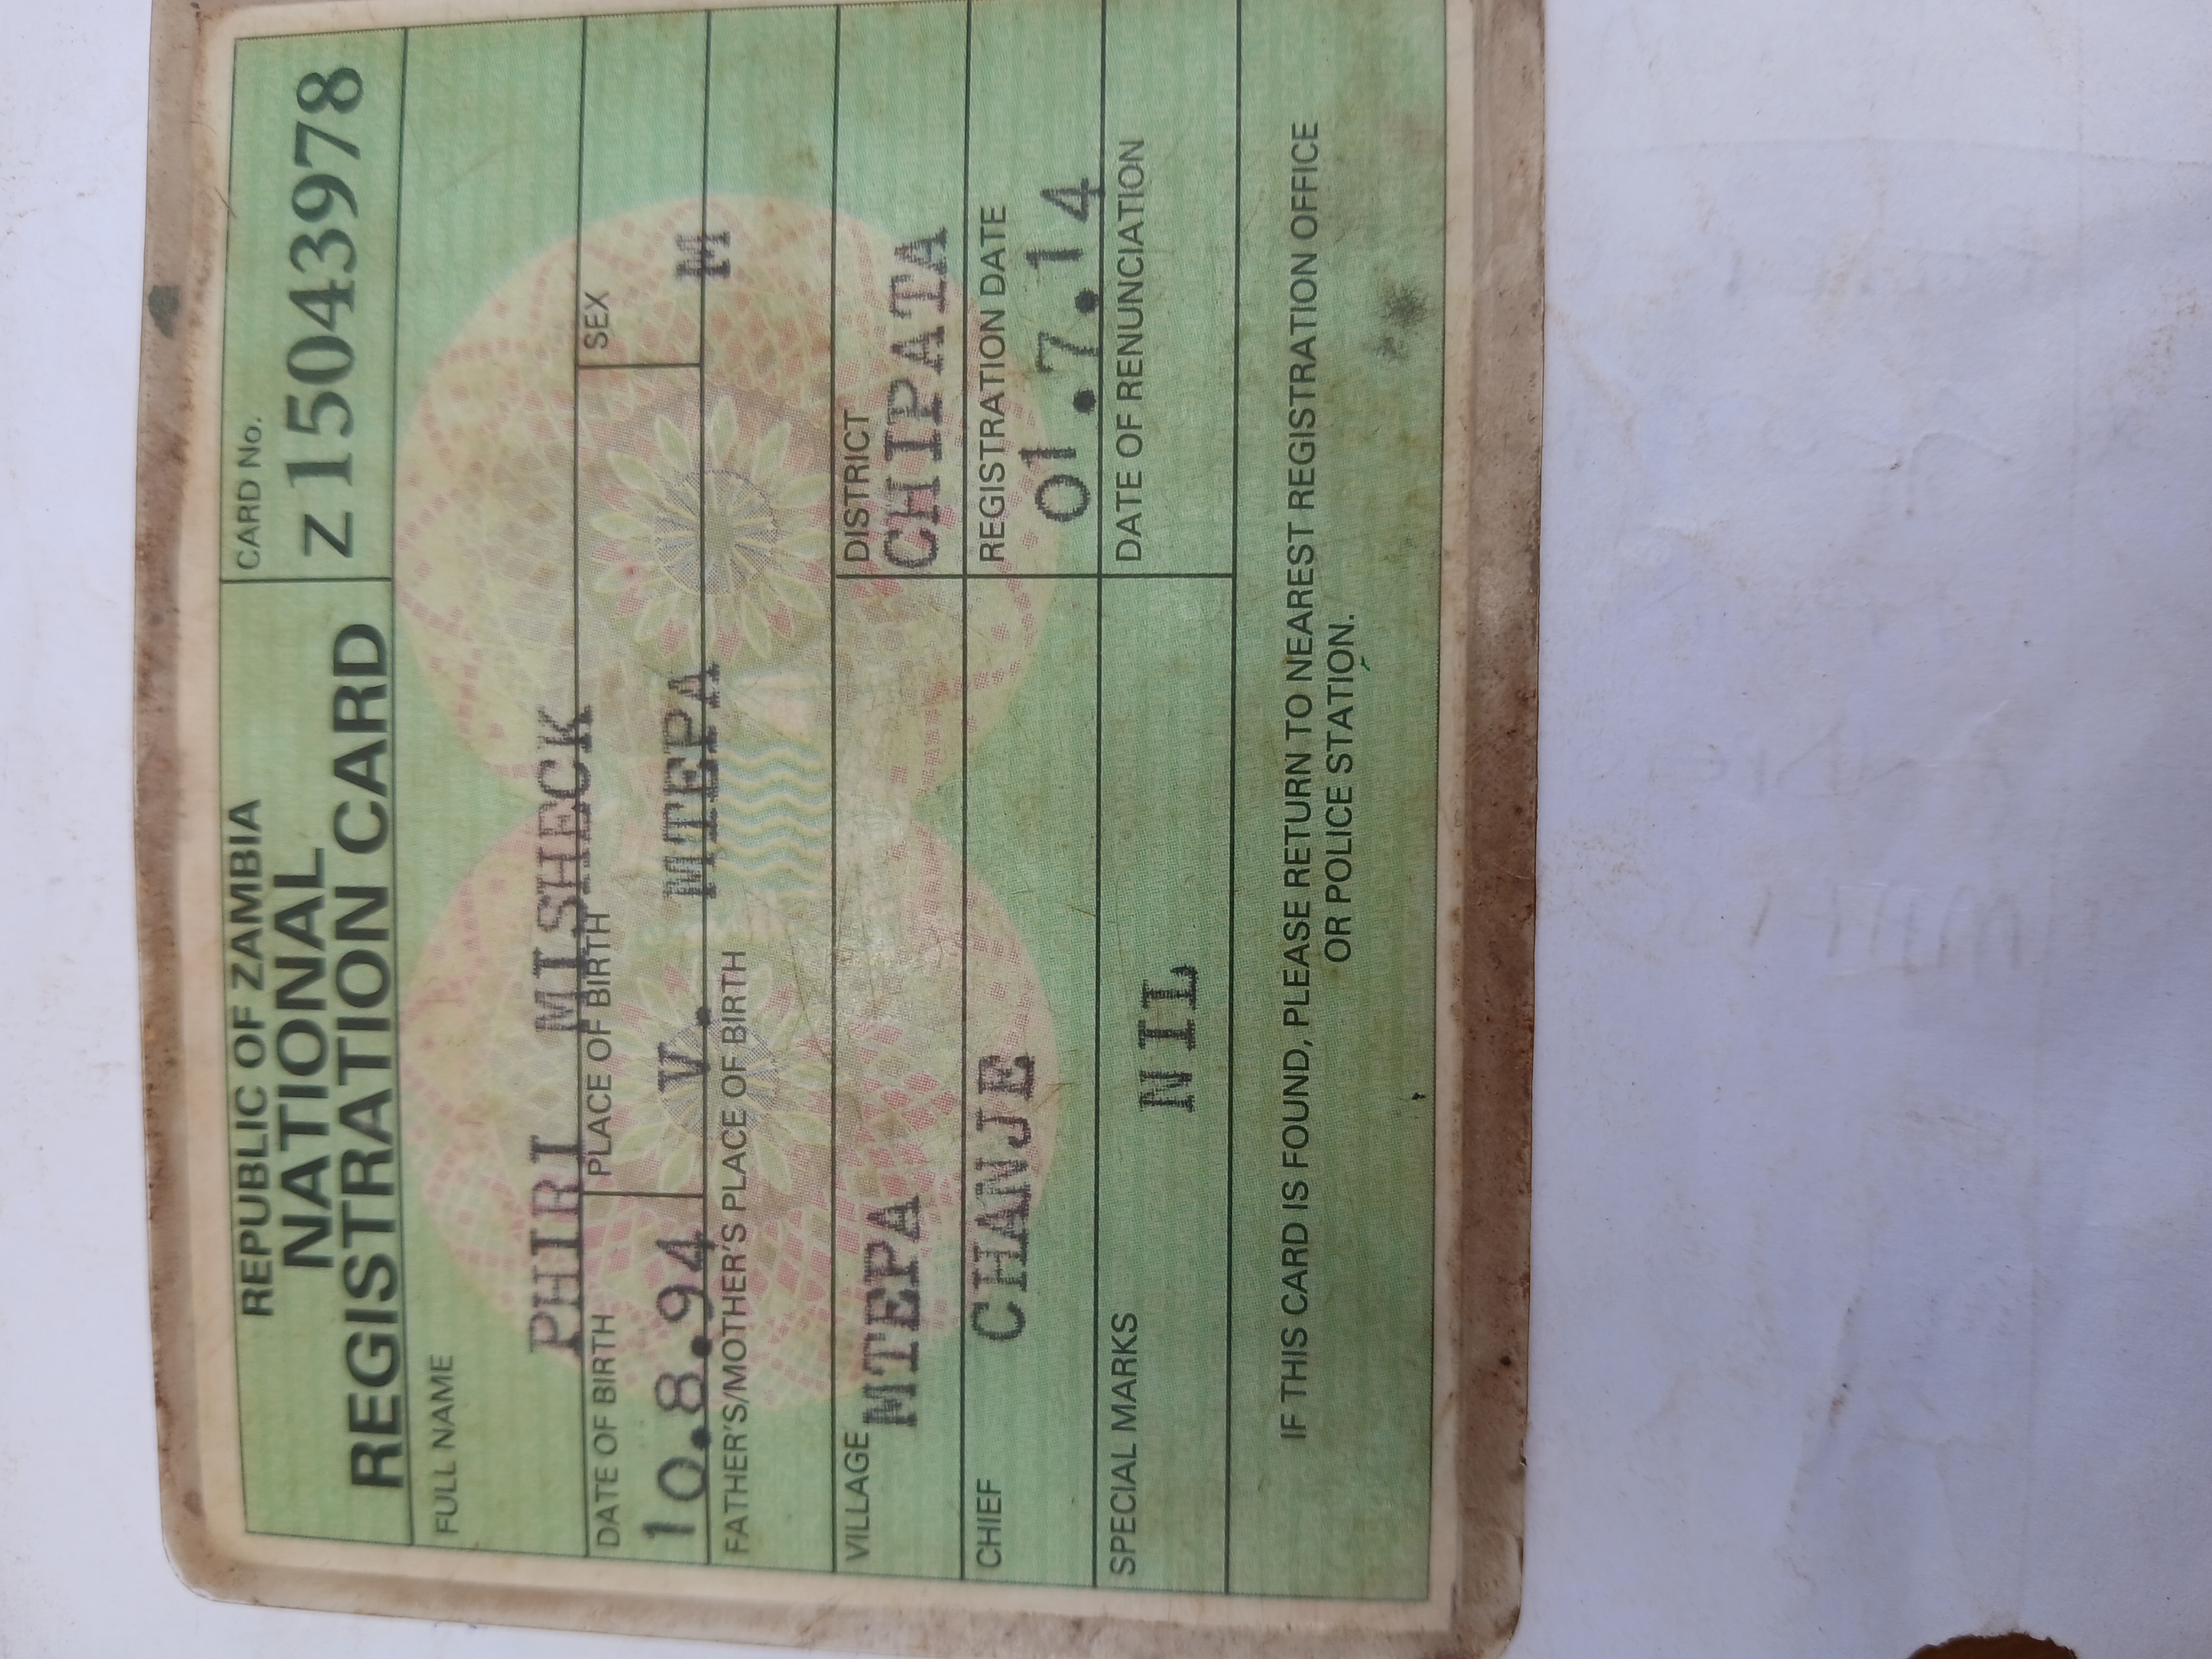 REPUBLIC OF ZAMBIA
NATIONAL
REGISTRATION CARD
CARD No.
Z 15043978
FULL NAME
PHIRI MISHECK
DATE OF BIRTH
10.8.94
PLACE OF BIRTH
V. MTEPA
SEX
M
FATHER'S/MOTHER'S PLACE OF BIRTH
VILLAGE
MTEPA
DISTRICT
CHIPATA
CHIEF
CHANJE
REGISTRATION DATE
01.7.14
SPECIAL MARKS
NIL
DATE OF RENUNCIATION
IF THIS CARD IS FOUND, PLEASE RETURN TO NEAREST REGISTRATION OFFICE
OR POLICE STATION.